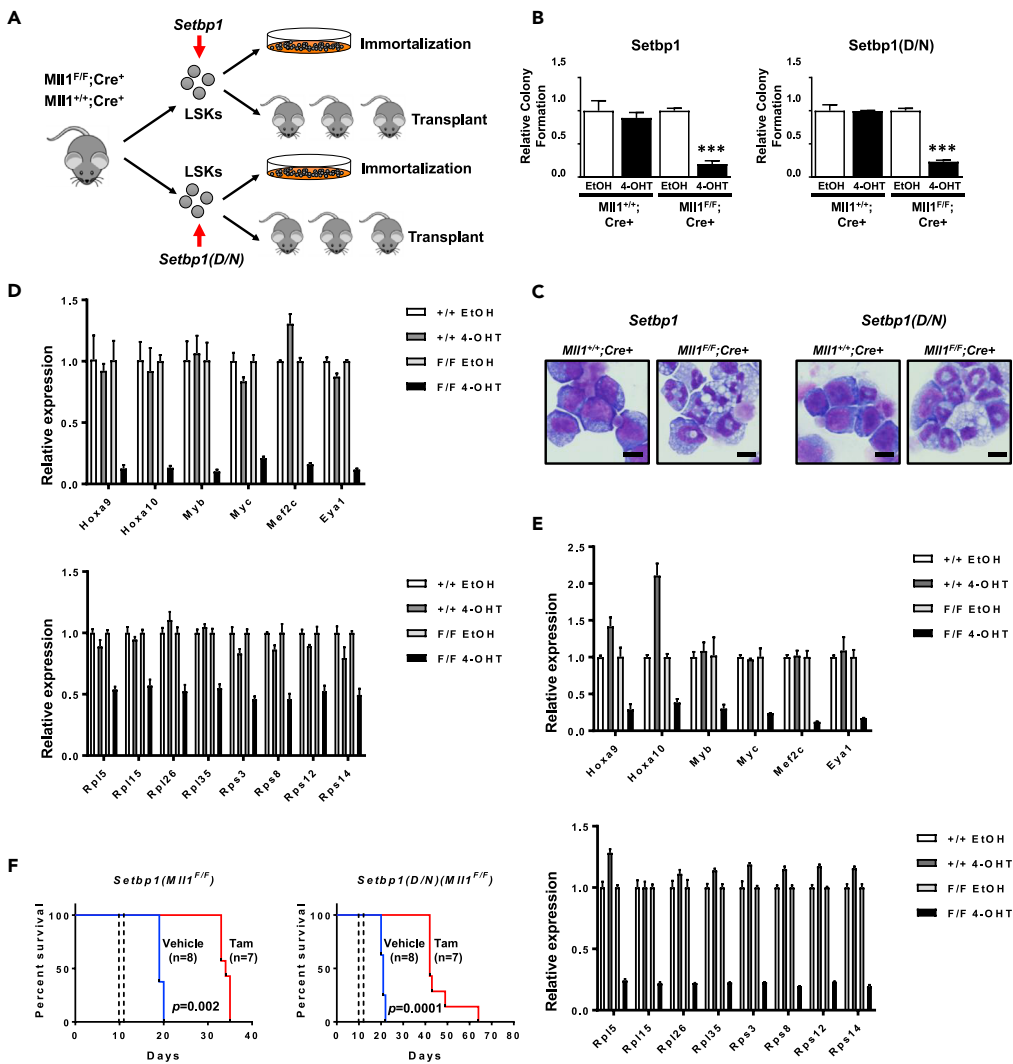 A
Setbp1
Mll1F/F;Cre+
Mll1+/+;Cre+
LSKs
Immortalization
Transplant
LSKs
Immortalization
Transplant
Setbp1(D/N)
B
Setbp1
Relative Colony
Formation
1.0
0.5
0.0
1.0
0.5
***
EtOH 4-OHT EtOH 4-OHT
Mll1+/+;
Cre+
Mll1F/F;
Cre+
Setbp1(D/N)
Relative Colony
Formation
***
EtOH 4-OHT EtOH 4-OHT
Mll1+/+;
Cre+
Mll1F/F;
Cre+
C
Setbp1
Mll1+/+;Cre+ Mll1F/F;Cre+
Setbp1(D/N)
Mll1+/+;Cre+ Mll1F/F;Cre+
D
Relative expression
1.5
1.0
0.5
0.0
Hoxa9 Hoxa10 Myb Myc Mef2c Eya1
+/+ EtOH
+/+ 4-OHT
F/F EtOH
F/F 4-OHT
Relative expression
1.5
1.0
0.5
0.0
Rpl5 Rpl15 Rpl26 Rpl35 Rps3 Rps8 Rps12 Rps14
+/+ EtOH
+/+ 4-OHT
F/F EtOH
F/F 4-OHT
E
Relative expression
2.5
2.0
1.5
1.0
0.5
0.0
Hoxa9 Hoxa10 Myb Myc Mef2c Eya1
+/+ EtOH
+/+ 4-OHT
F/F EtOH
F/F 4-OHT
Relative expression
1.5
1.0
0.5
0.0
Rpl5 Rpl15 Rpl26 Rpl35 Rps3 Rps8 Rps12 Rps14
+/+ EtOH
+/+ 4-OHT
F/F EtOH
F/F 4-OHT
F
Setbp1(Mll1F/F)
Percent survival
100
50
0
Vehicle
(n=8)
Tam
(n=7)
p=0.002
0 10 20 30 40
Days
Setbp1(D/N)(Mll1F/F)
Percent survival
100
50
0
Vehicle
(n=8)
Tam
(n=7)
p=0.0001
0 10 20 30 40 50 60 70 80
Days